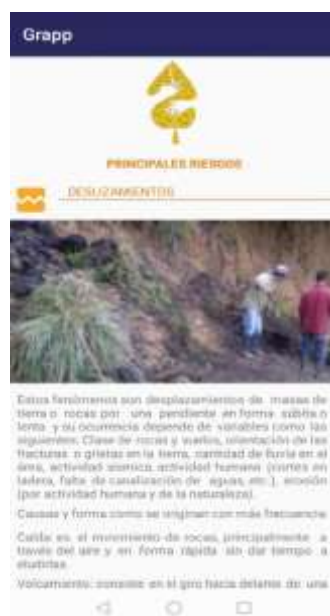 Grapp
PRINCIPALES RIESGOS
DESLIZAMIENTOS
Estos fenómenos son desplazamientos de masas de
tierra o rocas por una pendiente en forma súbita o
lenta y su ocurrencia depende de variables como las
siguientes: Clase de rocas y suelos, orientación de las
fracturas o grietas en la tierra, cantidad de lluvia en el
área, actividad sísmica, actividad humana (cortes en
ladera, falta de canalización de aguas, etc.), erosión
(por actividad humana y de la naturaleza).
Causas y forma como se originan con más frecuencia
Caída: es el movimiento de rocas, principalmente a
través del aire y en forma rápida sin dar tiempo a
eludirlas.
Volcamiento: consiste en el giro hacia delante de una